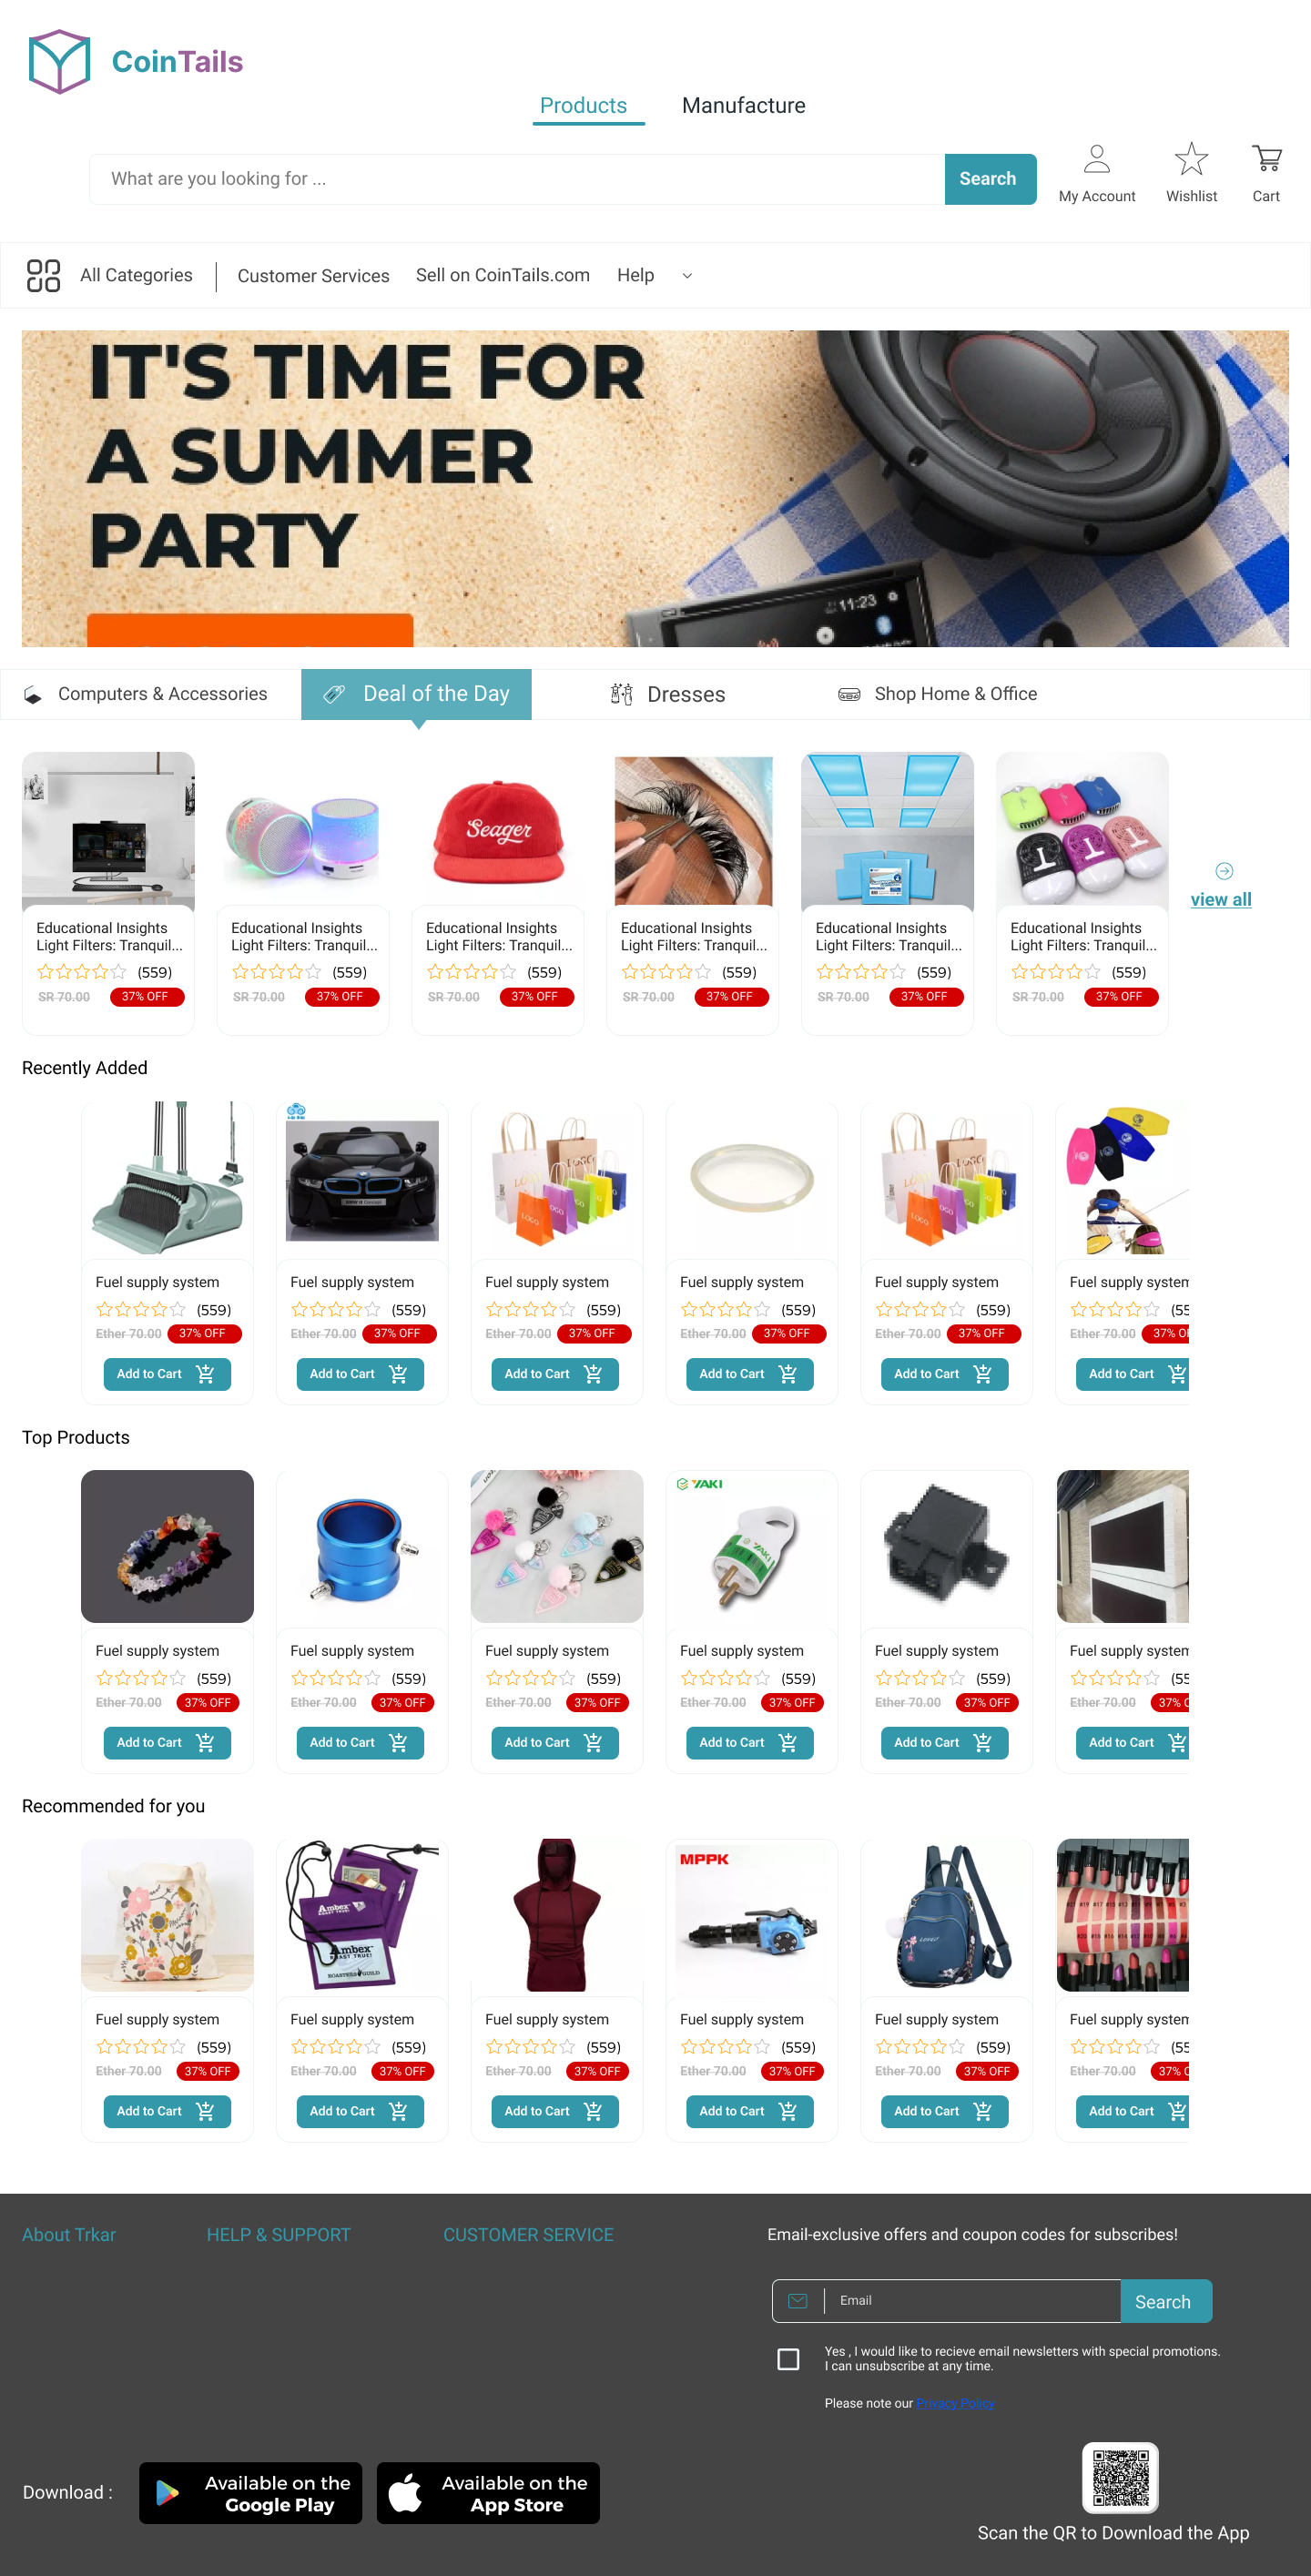 CoinTails
Products
Manufacture
What are you looking for ...
Search
My Account
Wishlist
Cart
All Categories
Customer Services
Sell on CoinTails.com
Help
IT'S TIME FOR
A SUMMER
PARTY
11:23
Computers & Accessories
Deal of the Day
Dresses
Shop Home & Office
Seager
Educational Insights
Light Filters: Tranquil...
(559)
SR 70.00
37% OFF
Educational Insights
Light Filters: Tranquil...
(559)
SR 70.00
37% OFF
Educational Insights
Light Filters: Tranquil...
(559)
SR 70.00
37% OFF
Educational Insights
Light Filters: Tranquil...
(559)
SR 70.00
37% OFF
Educational Insights
Light Filters: Tranquil...
(559)
SR 70.00
37% OFF
Educational Insights
Light Filters: Tranquil...
(559)
SR 70.00
37% OFF
view all
Recently Added
LOGO
LOGO
LOGO
LOGO
Fuel supply system
(559)
Ether 70.00
37% OFF
Add to Cart
Fuel supply system
(559)
Ether 70.00
37% OFF
Add to Cart
Fuel supply system
(559)
Ether 70.00
37% OFF
Add to Cart
Fuel supply system
(559)
Ether 70.00
37% OFF
Add to Cart
Fuel supply system
(559)
Ether 70.00
37% OFF
Add to Cart
Fuel supply system
(55
Ether 70.00
37% O
Add to Cart
Top Products
YAKI
YAKI
Fuel supply system
(559)
Ether 70.00
37% OFF
Add to Cart
Fuel supply system
(559)
Ether 70.00
37% OFF
Add to Cart
Fuel supply system
(559)
Ether 70.00
37% OFF
Add to Cart
Fuel supply system
(559)
Ether 70.00
37% OFF
Add to Cart
Fuel supply system
(559)
Ether 70.00
37% OFF
Add to Cart
Fuel supply system
(55
Ether 70.00
37% O
Add to Cart
Recommended for you
Ambex
ROAST TRUE!
Ambex
ROAST TRUE!
ROASTERS GUILD
MPPK
LOVELY
Fuel supply system
(559)
Ether 70.00
37% OFF
Add to Cart
Fuel supply system
(559)
Ether 70.00
37% OFF
Add to Cart
Fuel supply system
(559)
Ether 70.00
37% OFF
Add to Cart
Fuel supply system
(559)
Ether 70.00
37% OFF
Add to Cart
Fuel supply system
(559)
Ether 70.00
37% OFF
Add to Cart
Fuel supply system
(55
Ether 70.00
37% O
Add to Cart
About Trkar
HELP & SUPPORT
CUSTOMER SERVICE
Email-exclusive offers and coupon codes for subscribes!
Email
Search
Yes , I would like to recieve email newsletters with special promotions.
I can unsubscribe at any time.
Please note our Privacy Policy
Download :
Available on the
Google Play
Available on the
App Store
Scan the QR to Download the App